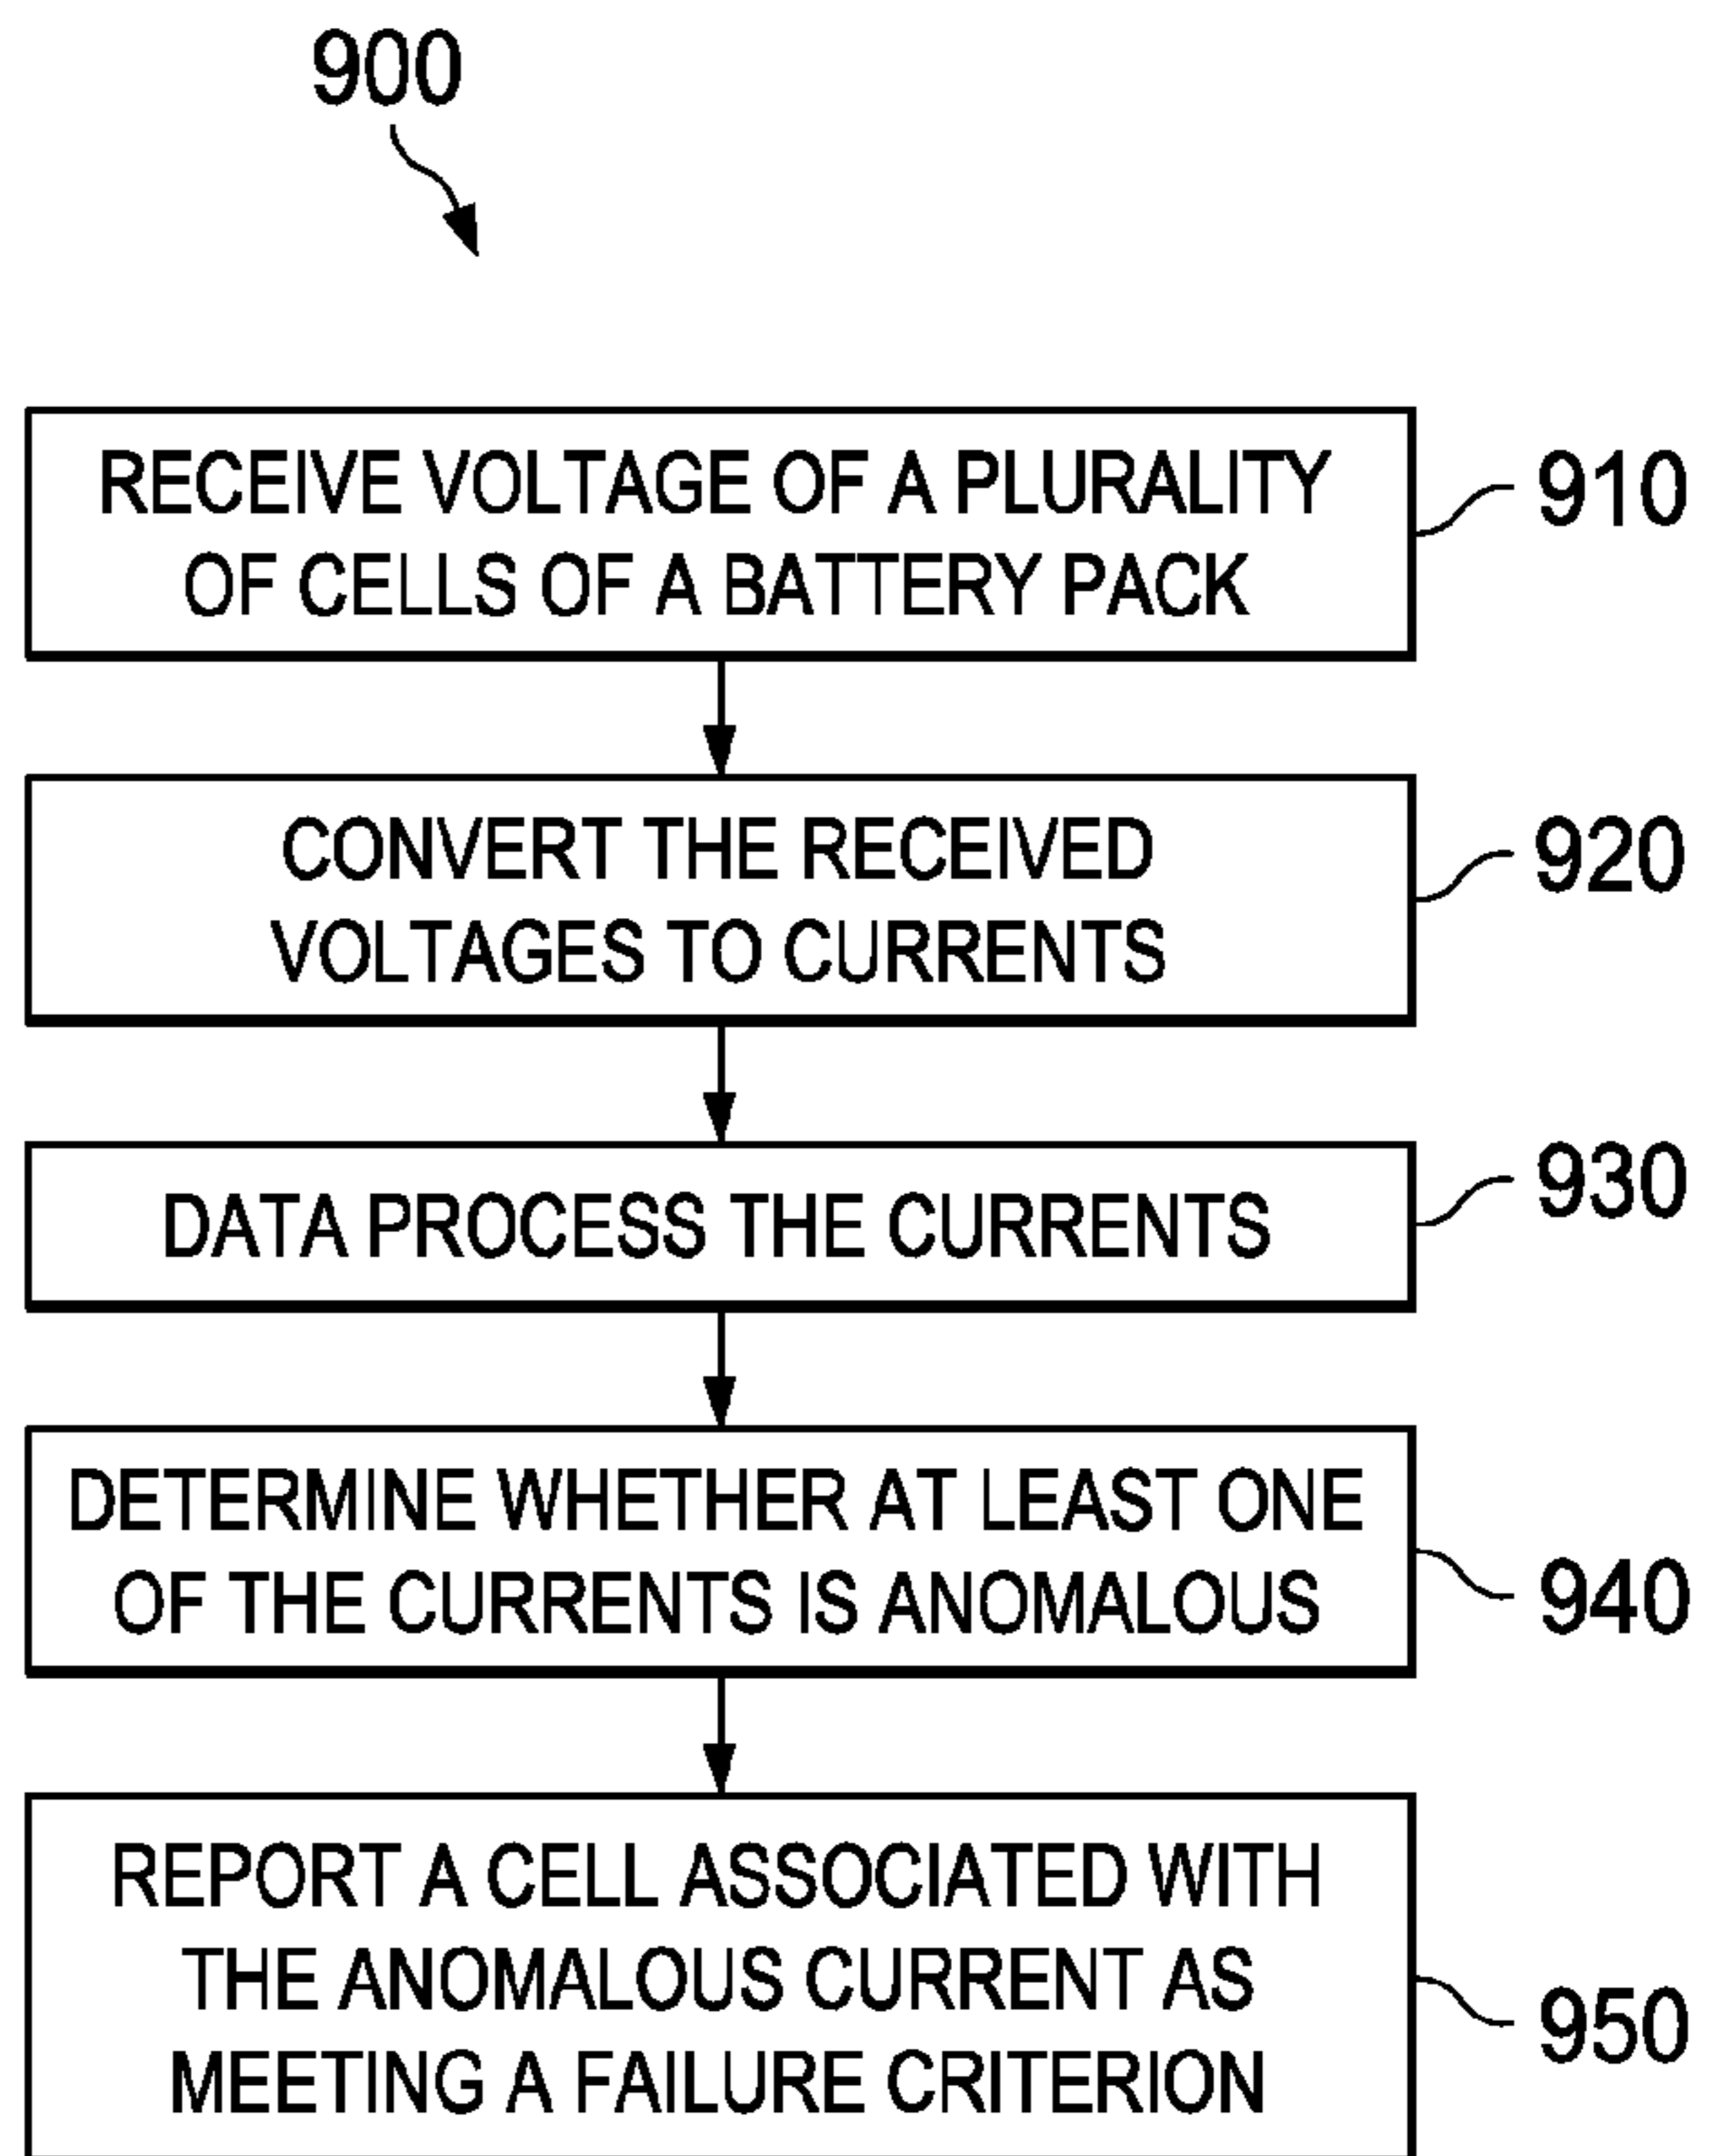 900
RECEIVE VOLTAGE OF A PLURALITY
OF CELLS OF A BATTERY PACK
910
CONVERT THE RECEIVED
VOLTAGES TO CURRENTS
920
DATA PROCESS THE CURRENTS
930
DETERMINE WHETHER AT LEAST ONE
OF THE CURRENTS IS ANOMALOUS
940
REPORT A CELL ASSOCIATED WITH
THE ANOMALOUS CURRENT AS
MEETING A FAILURE CRITERION
950